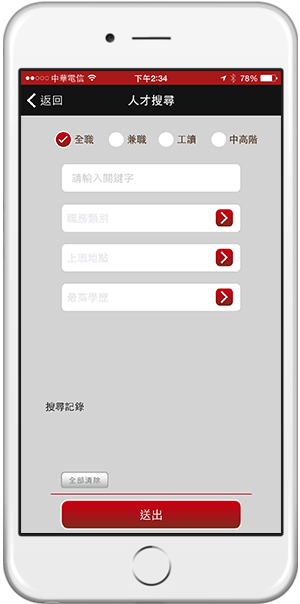 中華電信 下午2:34 78%
返回 人才搜尋
全職 兼職 工讀 中高階
請輸入關鍵字
職務類別
上班地點
最高學歷
搜尋記錄
全部清除
送出